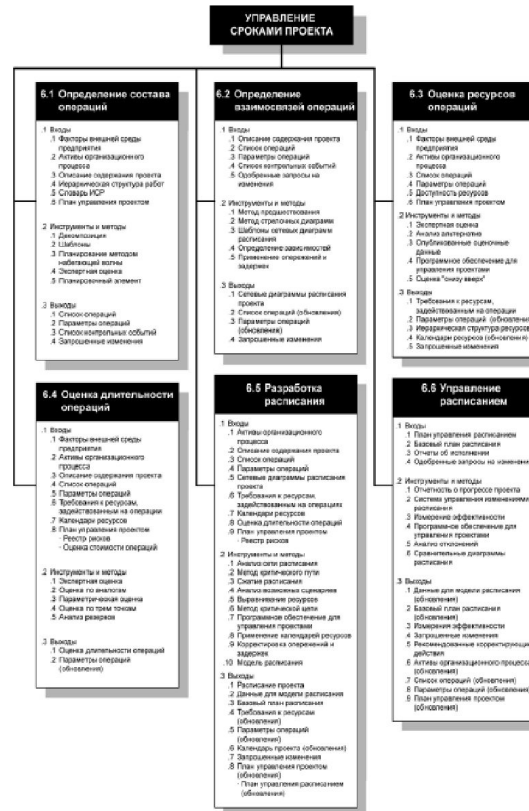 УПРАВЛЕНИЕ
СРОКАМИ ПРОЕКТА
6.1 Определение состава
операций
.1 Входы
.1 Факторы внешней среды
предприятия
.2 Активы организационного
процесса
.3 Описание содержания проекта
.4 Иерархическая структура работ
.5 Словарь ИСР
.6 План управления проектом
.2 Инструменты и методы
.1 Декомпозиция
.2 Шаблоны
.3 Планирование методом
набегающей волны
.4 Экспертная оценка
.5 Планировочный элемент
.3 Выходы
.1 Список операций
.2 Параметры операций
.3 Список контрольных событий
.4 Запрошенные изменения
6.2 Определение
взаимосвязей операций
.1 Входы
.1 Описание содержания проекта
.2 Список операций
.3 Параметры операций
.4 Список контрольных событий
.5 Одобренные запросы на
изменения
.2 Инструменты и методы
.1 Метод предшествования
.2 Метод стрелочных диаграмм
.3 Шаблоны сетевых диаграмм
расписания
.4 Определение зависимостей
.5 Применение опережений и
задержек
.3 Выходы
.1 Сетевые диаграммы расписания
проекта
.2 Список операций (обновления)
.3 Параметры операций
(обновления)
.4 Запрошенные изменения
6.3 Оценка ресурсов
операций
.1 Входы
.1 Факторы внешней среды
предприятия
.2 Активы организационного
процесса
.3 Список операций
.4 Параметры операций
.5 Доступность ресурсов
.6 План управления проектом
.2 Инструменты и методы
.1 Экспертная оценка
.2 Анализ альтернатив
.3 Опубликованные оценочные
данные
.4 Программное обеспечение для
управления проектами
.5 Оценка "снизу вверх"
.3 Выходы
.1 Требования к ресурсам,
задействованным на операции
.2 Параметры операций (обновления)
.3 Иерархическая структура ресурсов
.4 Календари ресурсов (обновления)
.5 Запрошенные изменения
6.4 Оценка длительности
операций
.1 Входы
.1 Факторы внешней среды
предприятия
.2 Активы организационного
процесса
.3 Описание содержания проекта
.4 Список операций
.5 Параметры операций
.6 Требования к ресурсам,
задействованным на операции
.7 Календари ресурсов
.8 План управления проектом
· Реестр рисков
· Оценка стоимости операций
.2 Инструменты и методы
.1 Экспертная оценка
.2 Оценка по аналогам
.3 Параметрическая оценка
.4 Оценка по трем точкам
.5 Анализ резервов
.3 Выходы
.1 Оценка длительности операций
.2 Параметры операций
(обновления)
6.5 Разработка
расписания
.1 Входы
.1 Активы организационного
процесса
.2 Описание содержания проекта
.3 Список операций
.4 Параметры операций
.5 Сетевые диаграммы расписания
проекта
.6 Требования к ресурсам,
задействованным на операциях
.7 Календари ресурсов
.8 Оценка длительности операций
.9 План управления проектом
· Реестр рисков
.2 Инструменты и методы
.1 Анализ сети расписания
.2 Метод критического пути
.3 Сжатие расписания
.4 Анализ возможных сценариев
.5 Выравнивание ресурсов
.6 Метод критической цепи
.7 Программное обеспечение для
управления проектами
.8 Применение календарей ресурсов
.9 Корректировка опережений и
задержек
.10 Модель расписания
.3 Выходы
.1 Расписание проекта
.2 Данные для модели расписания
.3 Базовый план расписания
.4 Требования к ресурсам
(обновления)
.5 Параметры операций
(обновления)
.6 Календарь проекта (обновления)
.7 Запрошенные изменения
.8 План управления проектом
(обновления)
· План управления расписанием
(обновления)
6.6 Управление
расписанием
.1 Входы
.1 План управления расписанием
.2 Базовый план расписания
.3 Отчеты об исполнении
.4 Одобренные запросы на изменения
.2 Инструменты и методы
.1 Отчетность о прогрессе проекта
.2 Система управления изменениями
расписания
.3 Измерение эффективности
.4 Программное обеспечение для
управления проектами
.5 Анализ отклонений
.6 Сравнительные диаграммы
расписания
.3 Выходы
.1 Данные для модели расписания
(обновления)
.2 Базовый план расписания
(обновления)
.3 Измерения эффективности
.4 Запрошенные изменения
.5 Рекомендованные корректирующие
действия
.6 Активы организационного процесса
(обновления)
.7 Список операций (обновления)
.8 Параметры операций (обновления)
.9 План управления проектом
(обновления)